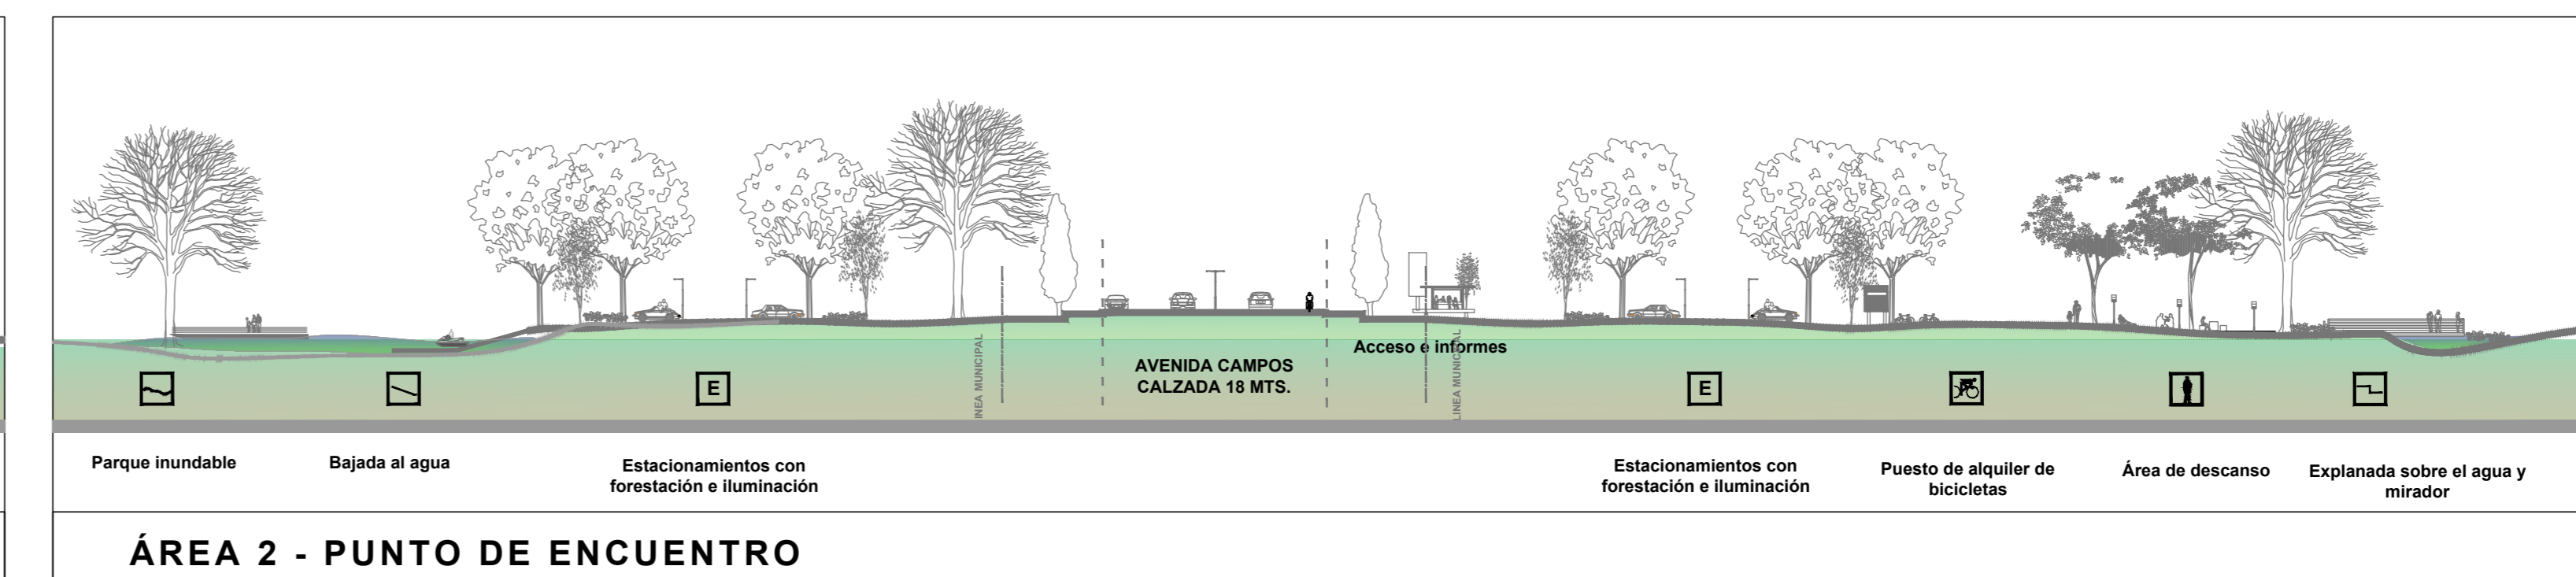 INEA MUNICIPAL
AVENIDA CAMPOS
CALZADA 18 MTS.
Acceso e informes
LINEA MUNICIPAL
E
E
Parque inundable
Bajada al agua
Estacionamientos con
forestación e iluminación
Estacionamientos con
forestación e iluminación
Puesto de alquiler de
bicicletas
Área de descanso
Explanada sobre el agua y
mirador
ÁREA 2 - PUNTO DE ENCUENTRO